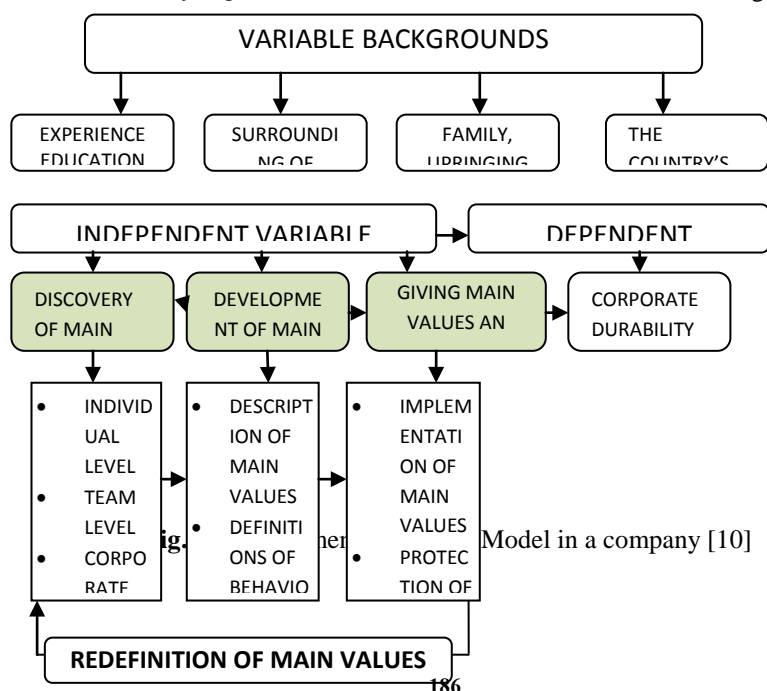 VARIABLE BACKGROUNDS
EXPERIENCE
EDUCATION
SURROUNDI
NG OF
FAMILY,
UPRINGING
THE
COUNTRY'S
INDEPENDENT VARIABLE
DEPENDENT
DISCOVERY
OF MAIN
DEVELOPME
NT OF MAIN
GIVING MAIN
VALUES AN
CORPORATE
DURABILITY
• INDIVID
UAL
LEVEL
• TEAM
LEVEL
• CORPO
RATE
• DESCRIPT
ION OF
MAIN
VALUES
• DEFINITI
ONS OF
BEHAVIO
• IMPLEM
ENTATI
ON OF
MAIN
VALUES
• PROTEC
TION OF
ig. Model in a company [10]
REDEFINITION OF MAIN VALUES
186